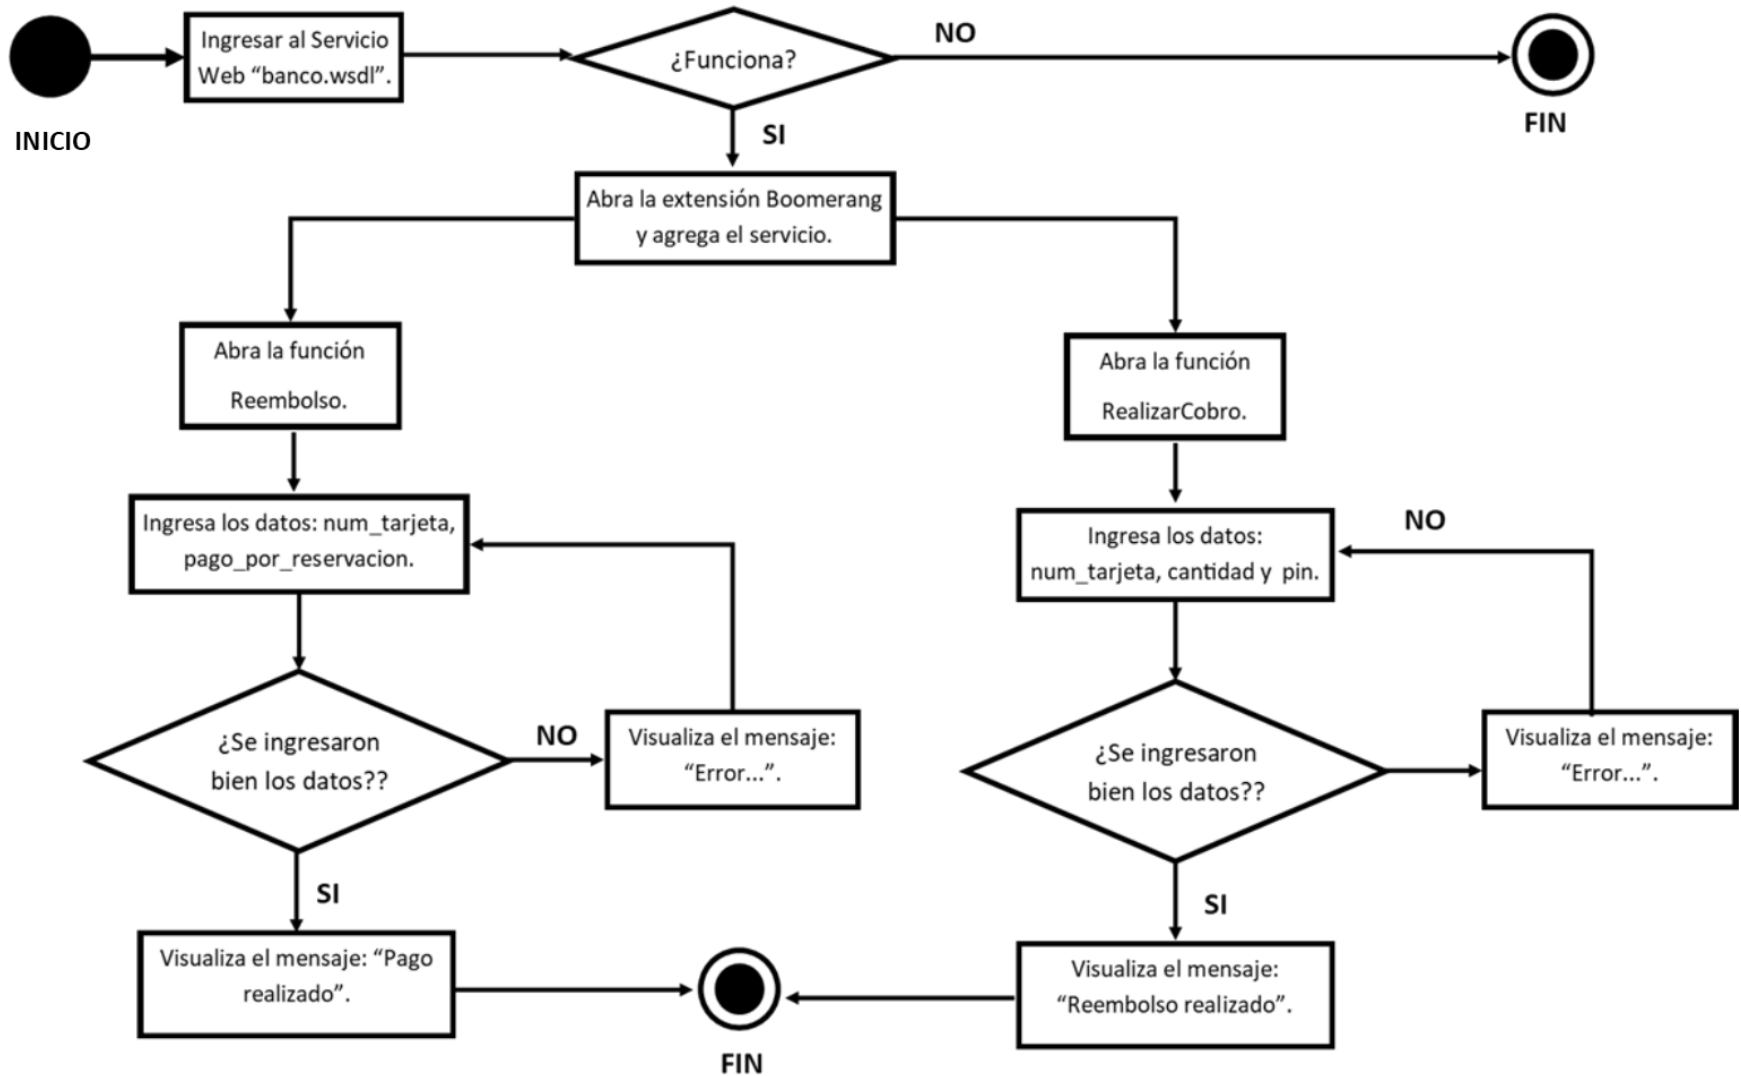 INICIO
Ingresar al Servicio
Web “banco.wsdl”.
¿Funciona?
NO
FIN
SI
Abra la extensión Boomerang
y agrega el servicio.
Abra la función
Reembolso.
Ingresa los datos: num_tarjeta,
pago_por_reservacion.
¿Se ingresaron
bien los datos??
NO
Visualiza el mensaje:
“Error...”.
SI
Visualiza el mensaje: “Pago
realizado”.
Abra la función
RealizarCobro.
Ingresa los datos:
num_tarjeta, cantidad y pin.
NO
¿Se ingresaron
bien los datos??
Visualiza el mensaje:
“Error...”.
SI
Visualiza el mensaje:
“Reembolso realizado”.
FIN